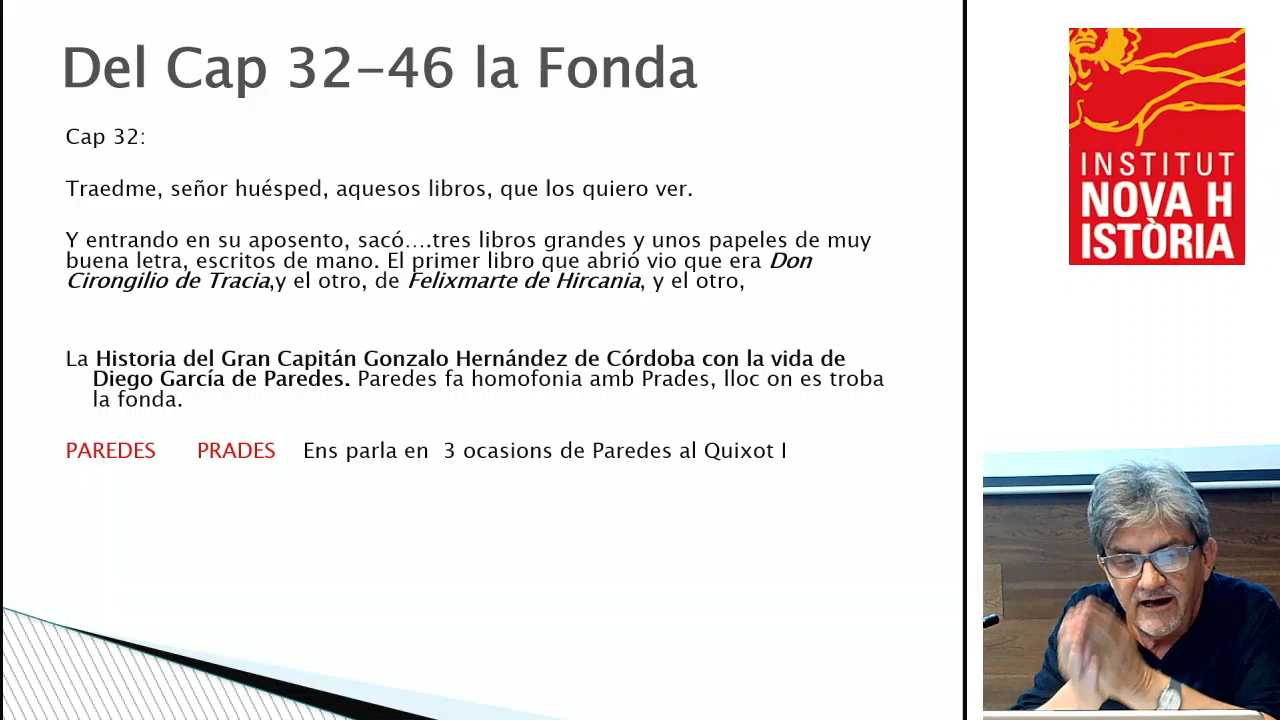 Del Cap 32-46 la Fonda
Cap 32:
Traedme, señor huésped, aquesos libros, que los quiero ver.
Y entrando en su aposento, sacó….tres libros grandes y unos papeles de muy
buena letra, escritos de mano. El primer libro que abrió vio que era Don
Cirongilio de Tracia,y el otro, de Felixmarte de Hircania, y el otro,
La Historia del Gran Capitán Gonzalo Hernández de Córdoba con la vida de
Diego García de Paredes. Paredes fa homofonia amb Prades, lloc on es troba
la fonda.
PAREDES PRADES Ens parla en 3 ocasions de Paredes al Quixot I
INSTITUT
NOVA H
ISTÒRIA